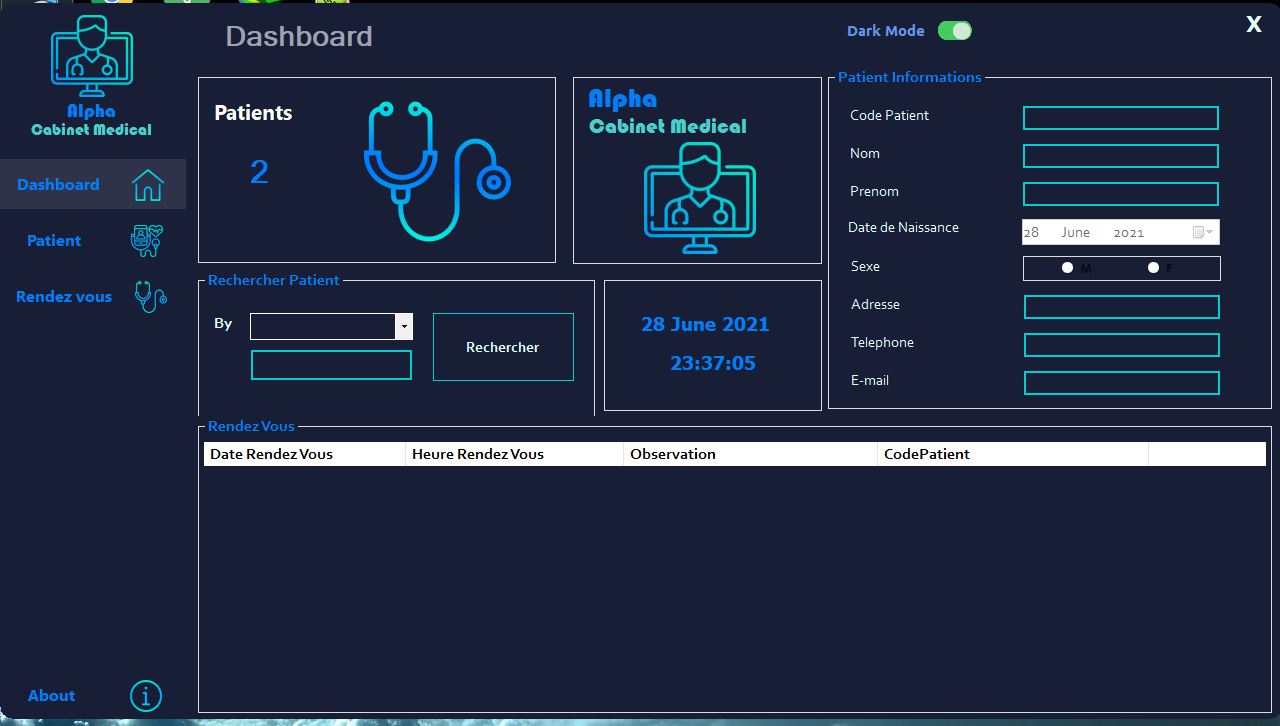 Alpha
Cabinet Medical
Dashboard
Patient
Rendez vous
About
Dashboard
Dark Mode
X
Patients
2
Alpha
Cabinet Medical
Patient Informations
Code Patient
Nom
Prenom
Date de Naissance
28 June 2021
Sexe
M F
Adresse
Telephone
E-mail
Rechercher Patient
By
Rechercher
28 June 2021
23:37:05
Rendez Vous
Date Rendez Vous Heure Rendez Vous Observation CodePatient